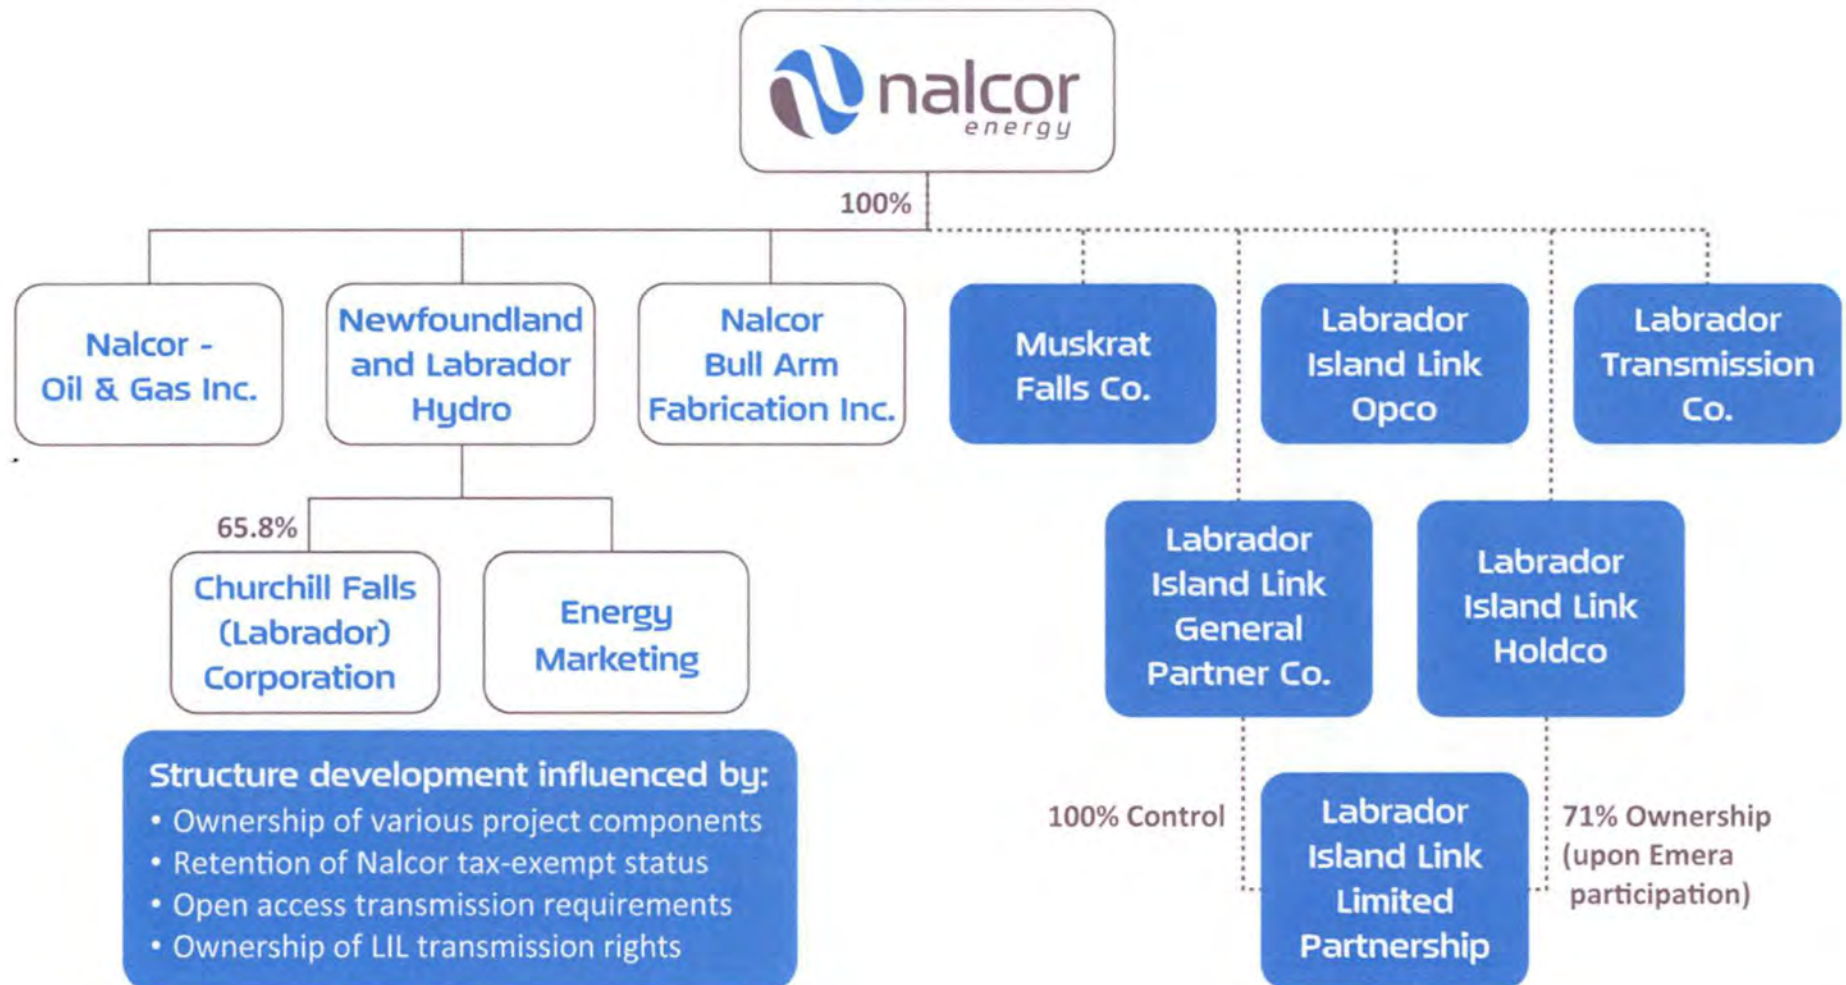 nalcor
energy
100%
Nalcor -
Oil & Gas Inc.
Newfoundland
and Labrador
Hydro
Nalcor
Bull Arm
Fabrication Inc.
Muskrat
Falls Co.
Labrador
Island Link
Opco
Labrador
Transmission
Co.
65.8%
Churchill Falls
(Labrador)
Corporation
Energy
Marketing
Labrador
Island Link
General
Partner Co.
Labrador
Island Link
Holdco
Structure development influenced by:
• Ownership of various project components
• Retention of Nalcor tax-exempt status
• Open access transmission requirements
• Ownership of LIL transmission rights
100% Control
Labrador
Island Link
Limited
Partnership
71% Ownership
(upon Emera
participation)